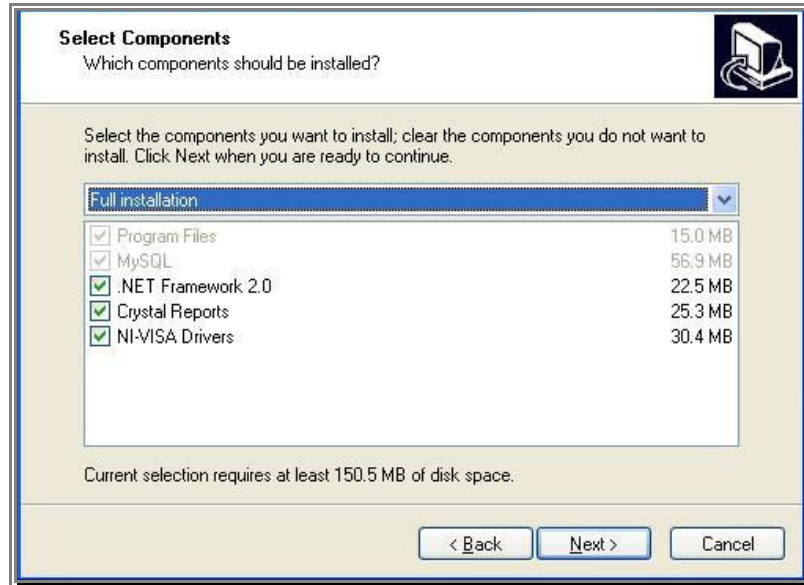 Select Components
Which components should be installed?
Select the components you want to install; clear the components you do not want to
install. Click Next when you are ready to continue.
Full installation
Program Files 15.0 MB
MySQL 56.9 MB
.NET Framework 2.0 22.5 MB
Crystal Reports 25.3 MB
NI-VISA Drivers 30.4 MB
Current selection requires at least 150.5 MB of disk space.
< Back Next > Cancel